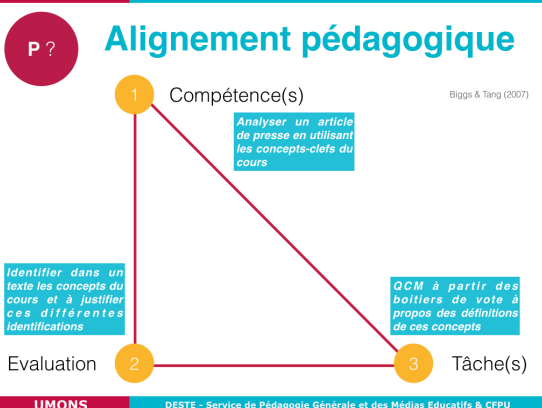 P ?
Alignement pédagogique
1
Compétence(s)
Biggs & Tang (2007)
Analyser un article
de presse en utilisant
les concepts-clefs du
cours
Identifier dans un
texte les concepts du
cours et à justifier
ces différentes
identifications
QCM à partir des
boitiers de vote à
propos des définitions
de ces concepts
Evaluation
2
3
Tâche(s)
UMONS
DESTE – Service de Pédagogie Générale et des Médias Educatifs & CFPU